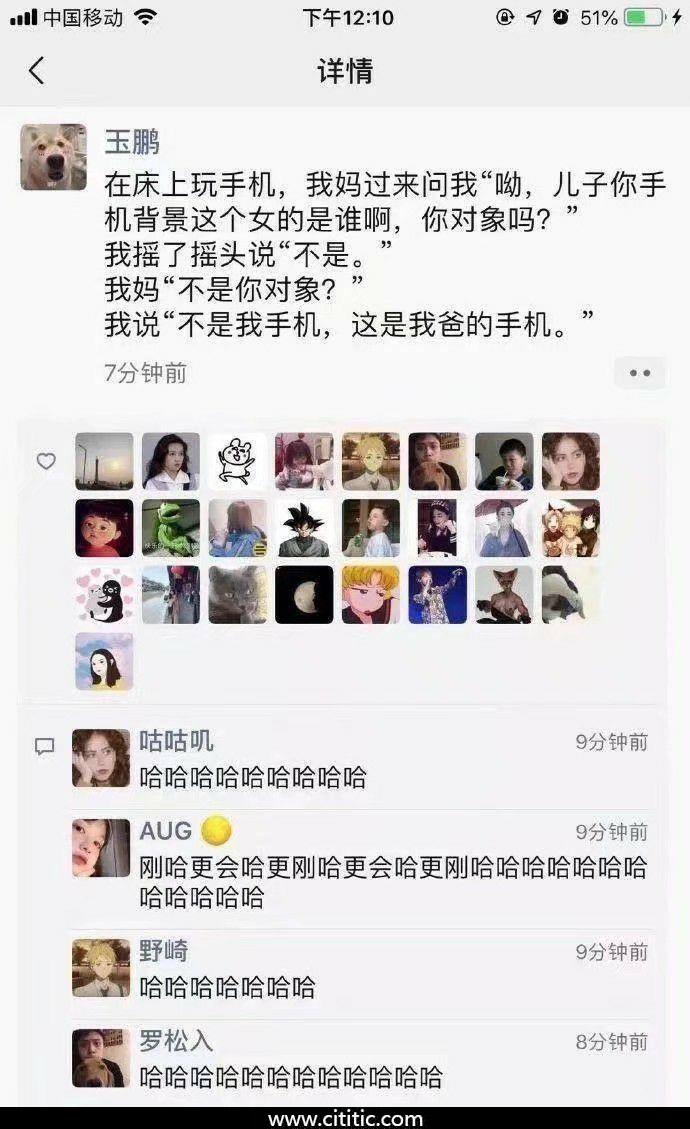 中国移动
下午12:10
51%
详情
玉鹏
在床上玩手机，我妈过来问我“呦，儿子你手
机背景这个女的是谁啊，你对象吗？”
我摇了摇头说“不是。”
我妈“不是你对象？”
我说“不是我手机，这是我爸的手机。”
7分钟前
咕咕叽
9分钟前
哈哈哈哈哈哈哈哈哈
AUG
9分钟前
刚哈更会哈更刚哈更会哈更刚哈哈哈哈哈哈哈
哈哈哈哈哈
野崎
9分钟前
哈哈哈哈哈哈哈
罗松入
8分钟前
哈哈哈哈哈哈哈哈哈哈哈哈
www.cititic.com